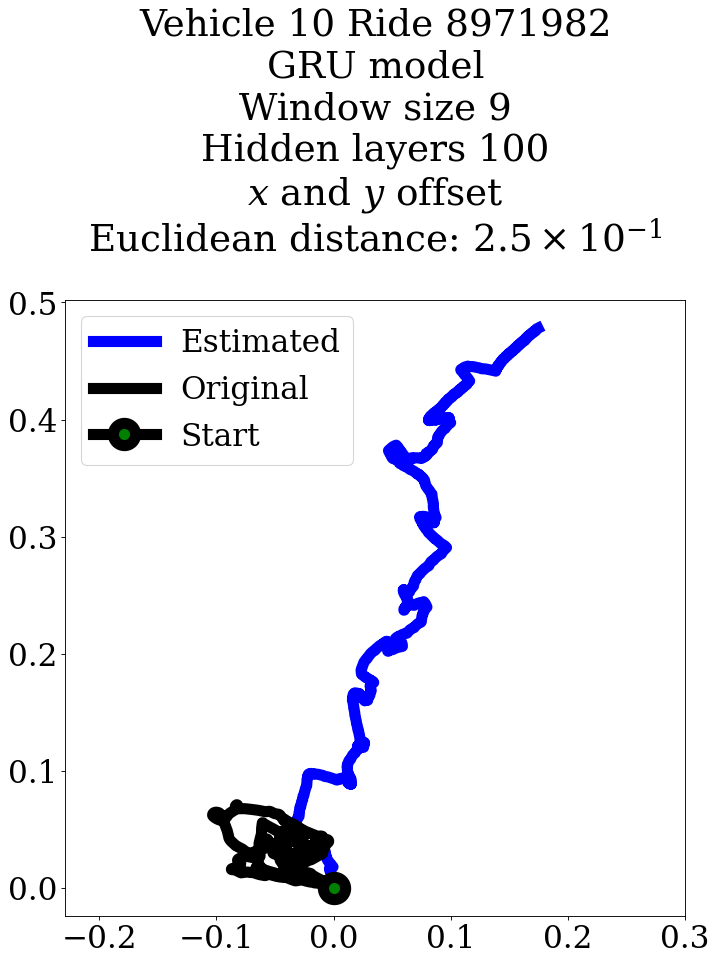 Vehicle 10 Ride 8971982
GRU model
Window size 9
Hidden layers 100
x and y offset
Euclidean distance: 2.5 × 10⁻¹
0.5
Estimated
Original
Start
0.4
0.3
0.2
0.1
0.0
−0.2 −0.1 0.0 0.1 0.2 0.3